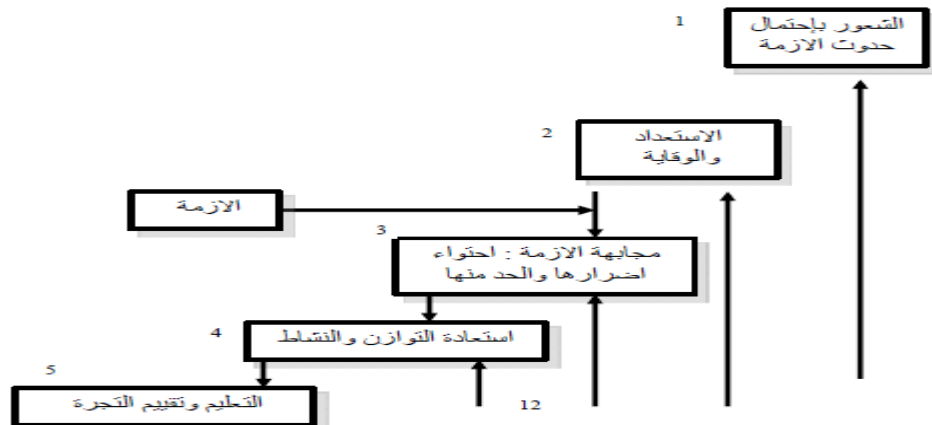 1
الشعور بإحتمال
حدوث الازمة
2
الاستعداد
والوقاية
الازمة
3
مجابهة الازمة : احتواء
اضرارها والحد منها
4
استعادة التوازن والنشاط
5
التعليم وتقييم التجرة
12